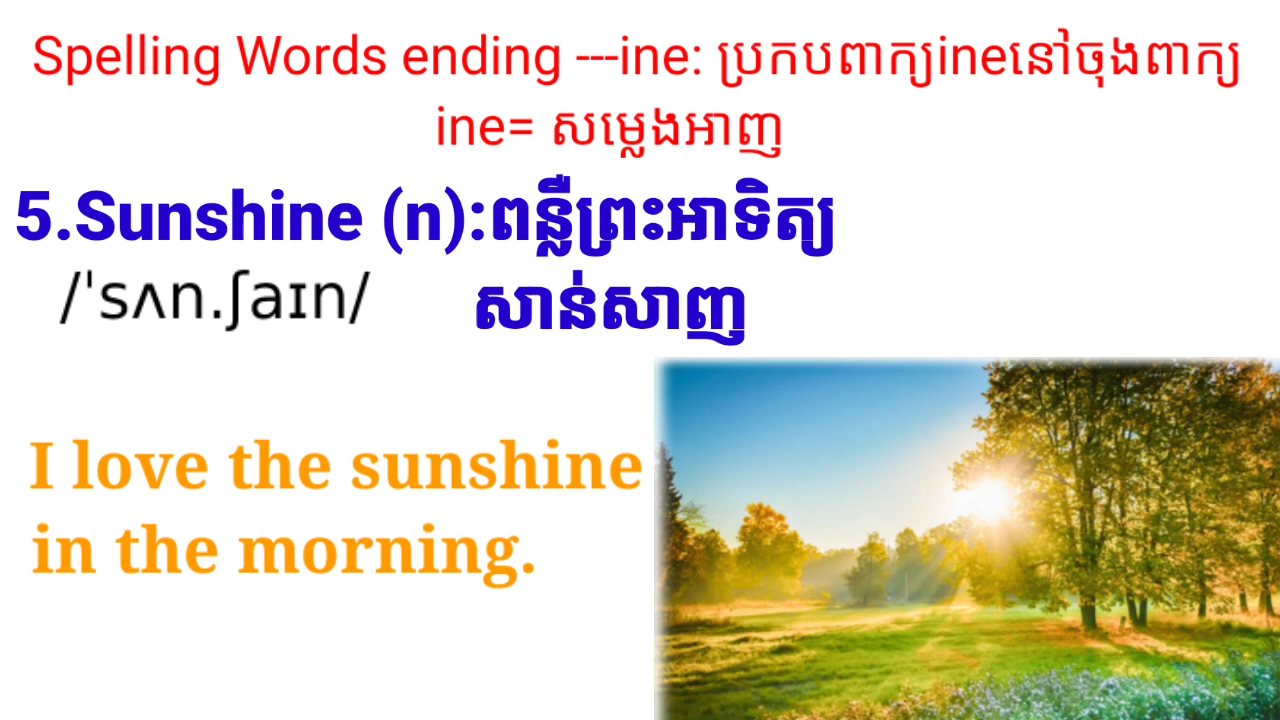 Spelling Words ending ---ine: ប្រកបពាក្យineនៅចុងពាក្យ
ine= សម្លេងអាញ
5.Sunshine (n):ពន្លឺព្រះអាទិត្យ
/ˈsʌn.ʃaɪn/ សាន់សាញ
I love the sunshine
in the morning.